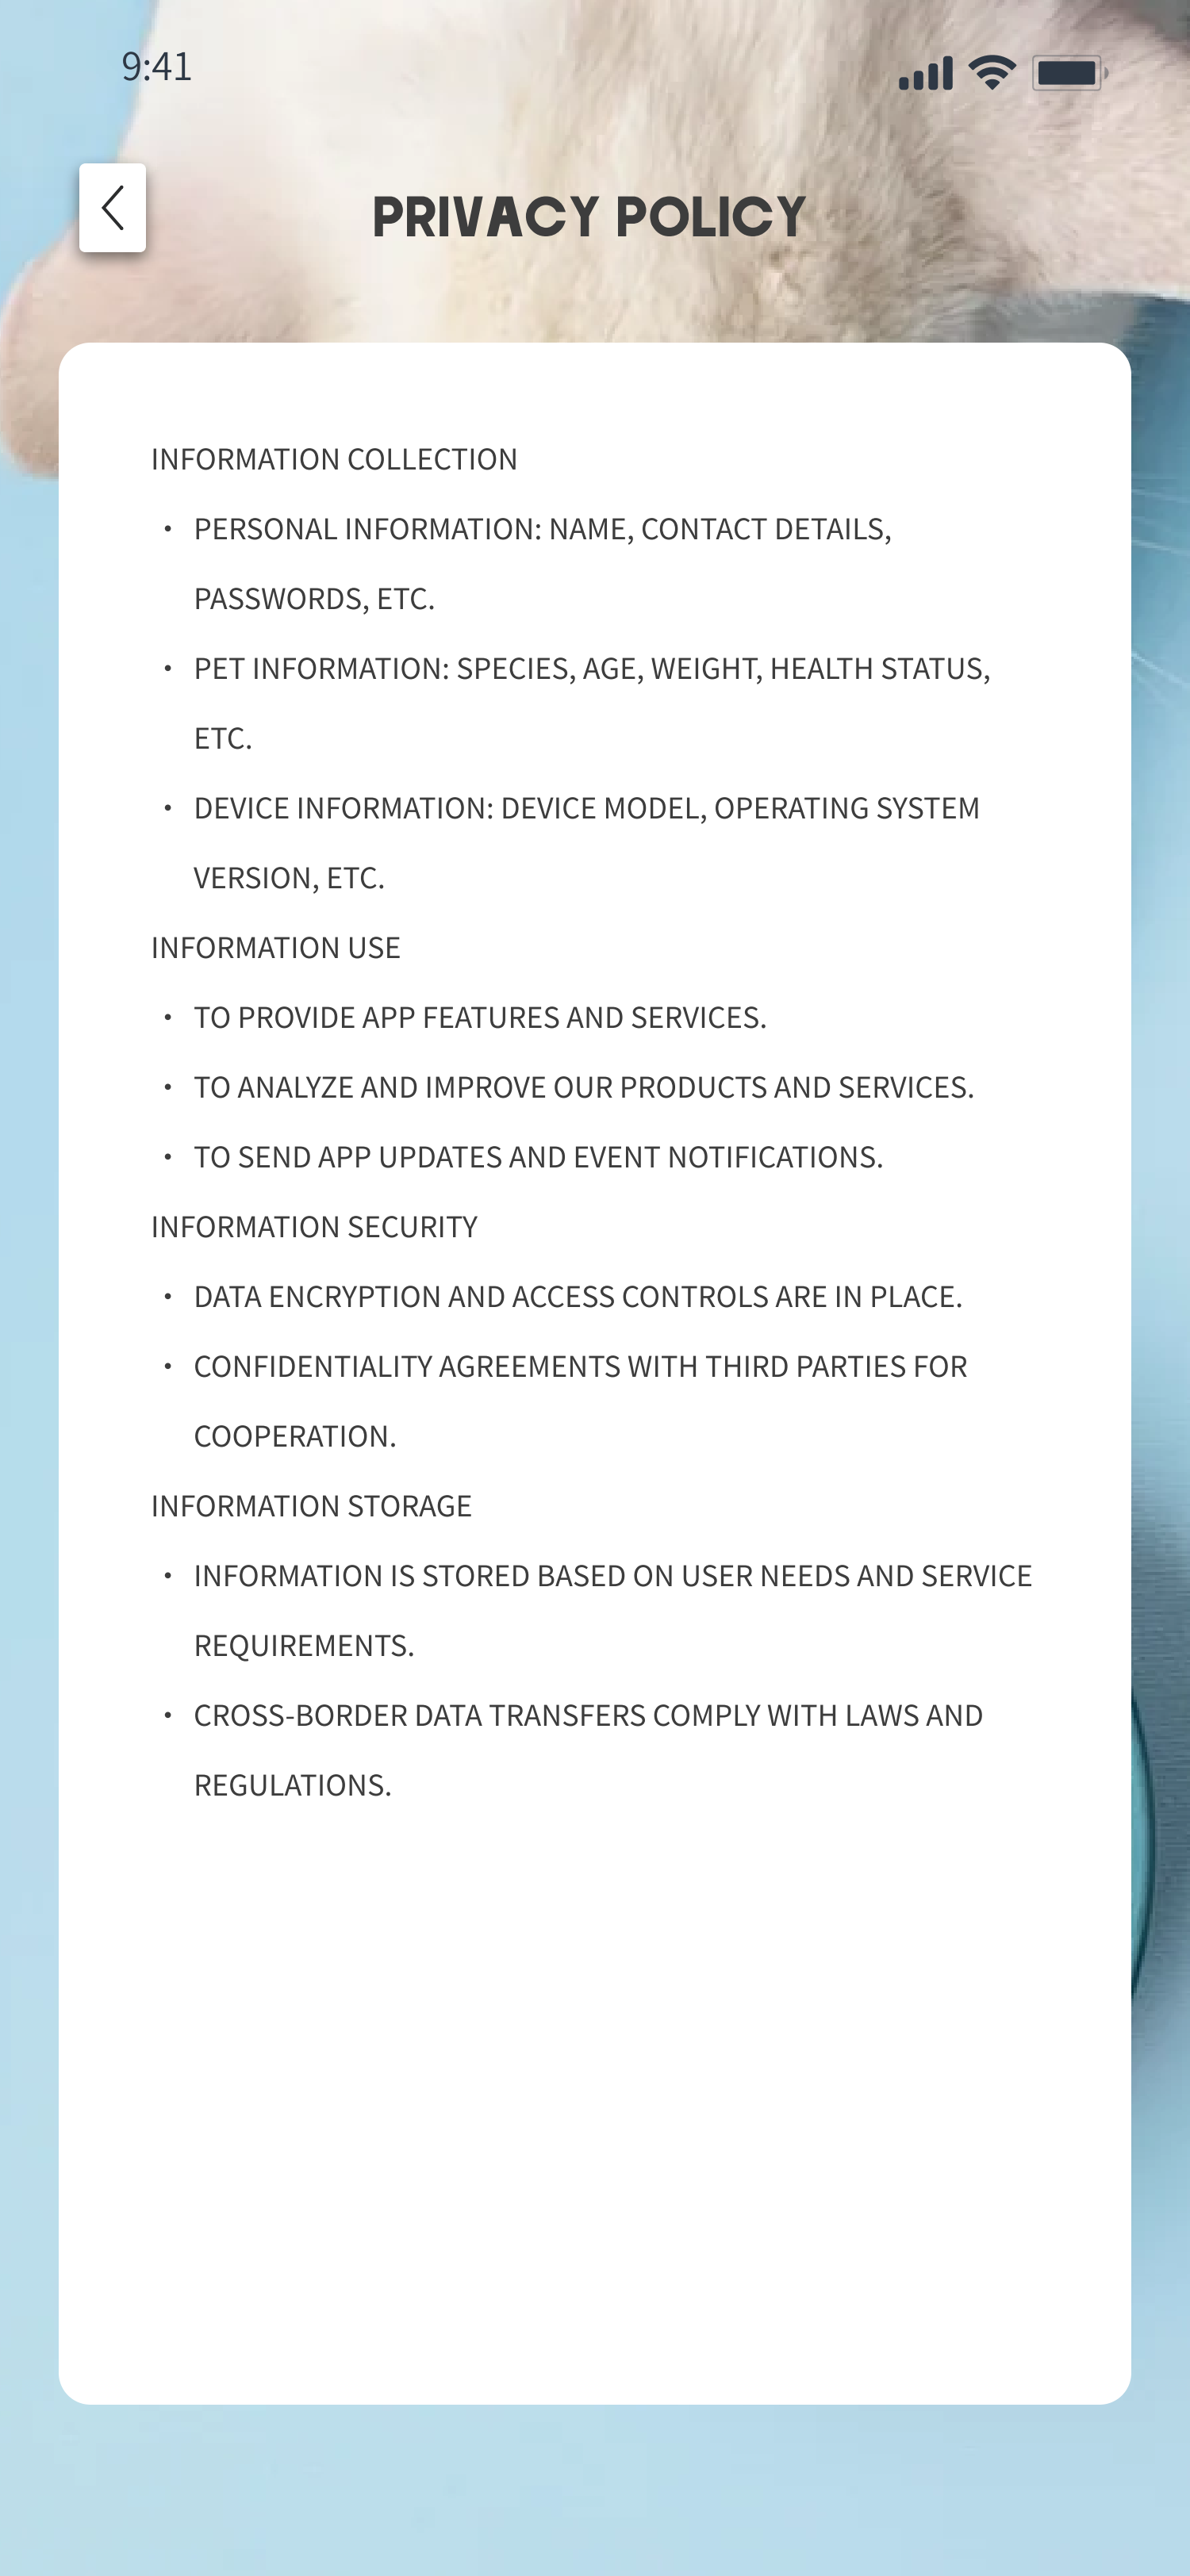 9:41
PRIVACY POLICY
INFORMATION COLLECTION
• PERSONAL INFORMATION: NAME, CONTACT DETAILS,
PASSWORDS, ETC.
• PET INFORMATION: SPECIES, AGE, WEIGHT, HEALTH STATUS,
ETC.
• DEVICE INFORMATION: DEVICE MODEL, OPERATING SYSTEM
VERSION, ETC.
INFORMATION USE
• TO PROVIDE APP FEATURES AND SERVICES.
• TO ANALYZE AND IMPROVE OUR PRODUCTS AND SERVICES.
• TO SEND APP UPDATES AND EVENT NOTIFICATIONS.
INFORMATION SECURITY
• DATA ENCRYPTION AND ACCESS CONTROLS ARE IN PLACE.
• CONFIDENTIALITY AGREEMENTS WITH THIRD PARTIES FOR
COOPERATION.
INFORMATION STORAGE
• INFORMATION IS STORED BASED ON USER NEEDS AND SERVICE
REQUIREMENTS.
• CROSS-BORDER DATA TRANSFERS COMPLY WITH LAWS AND
REGULATIONS.